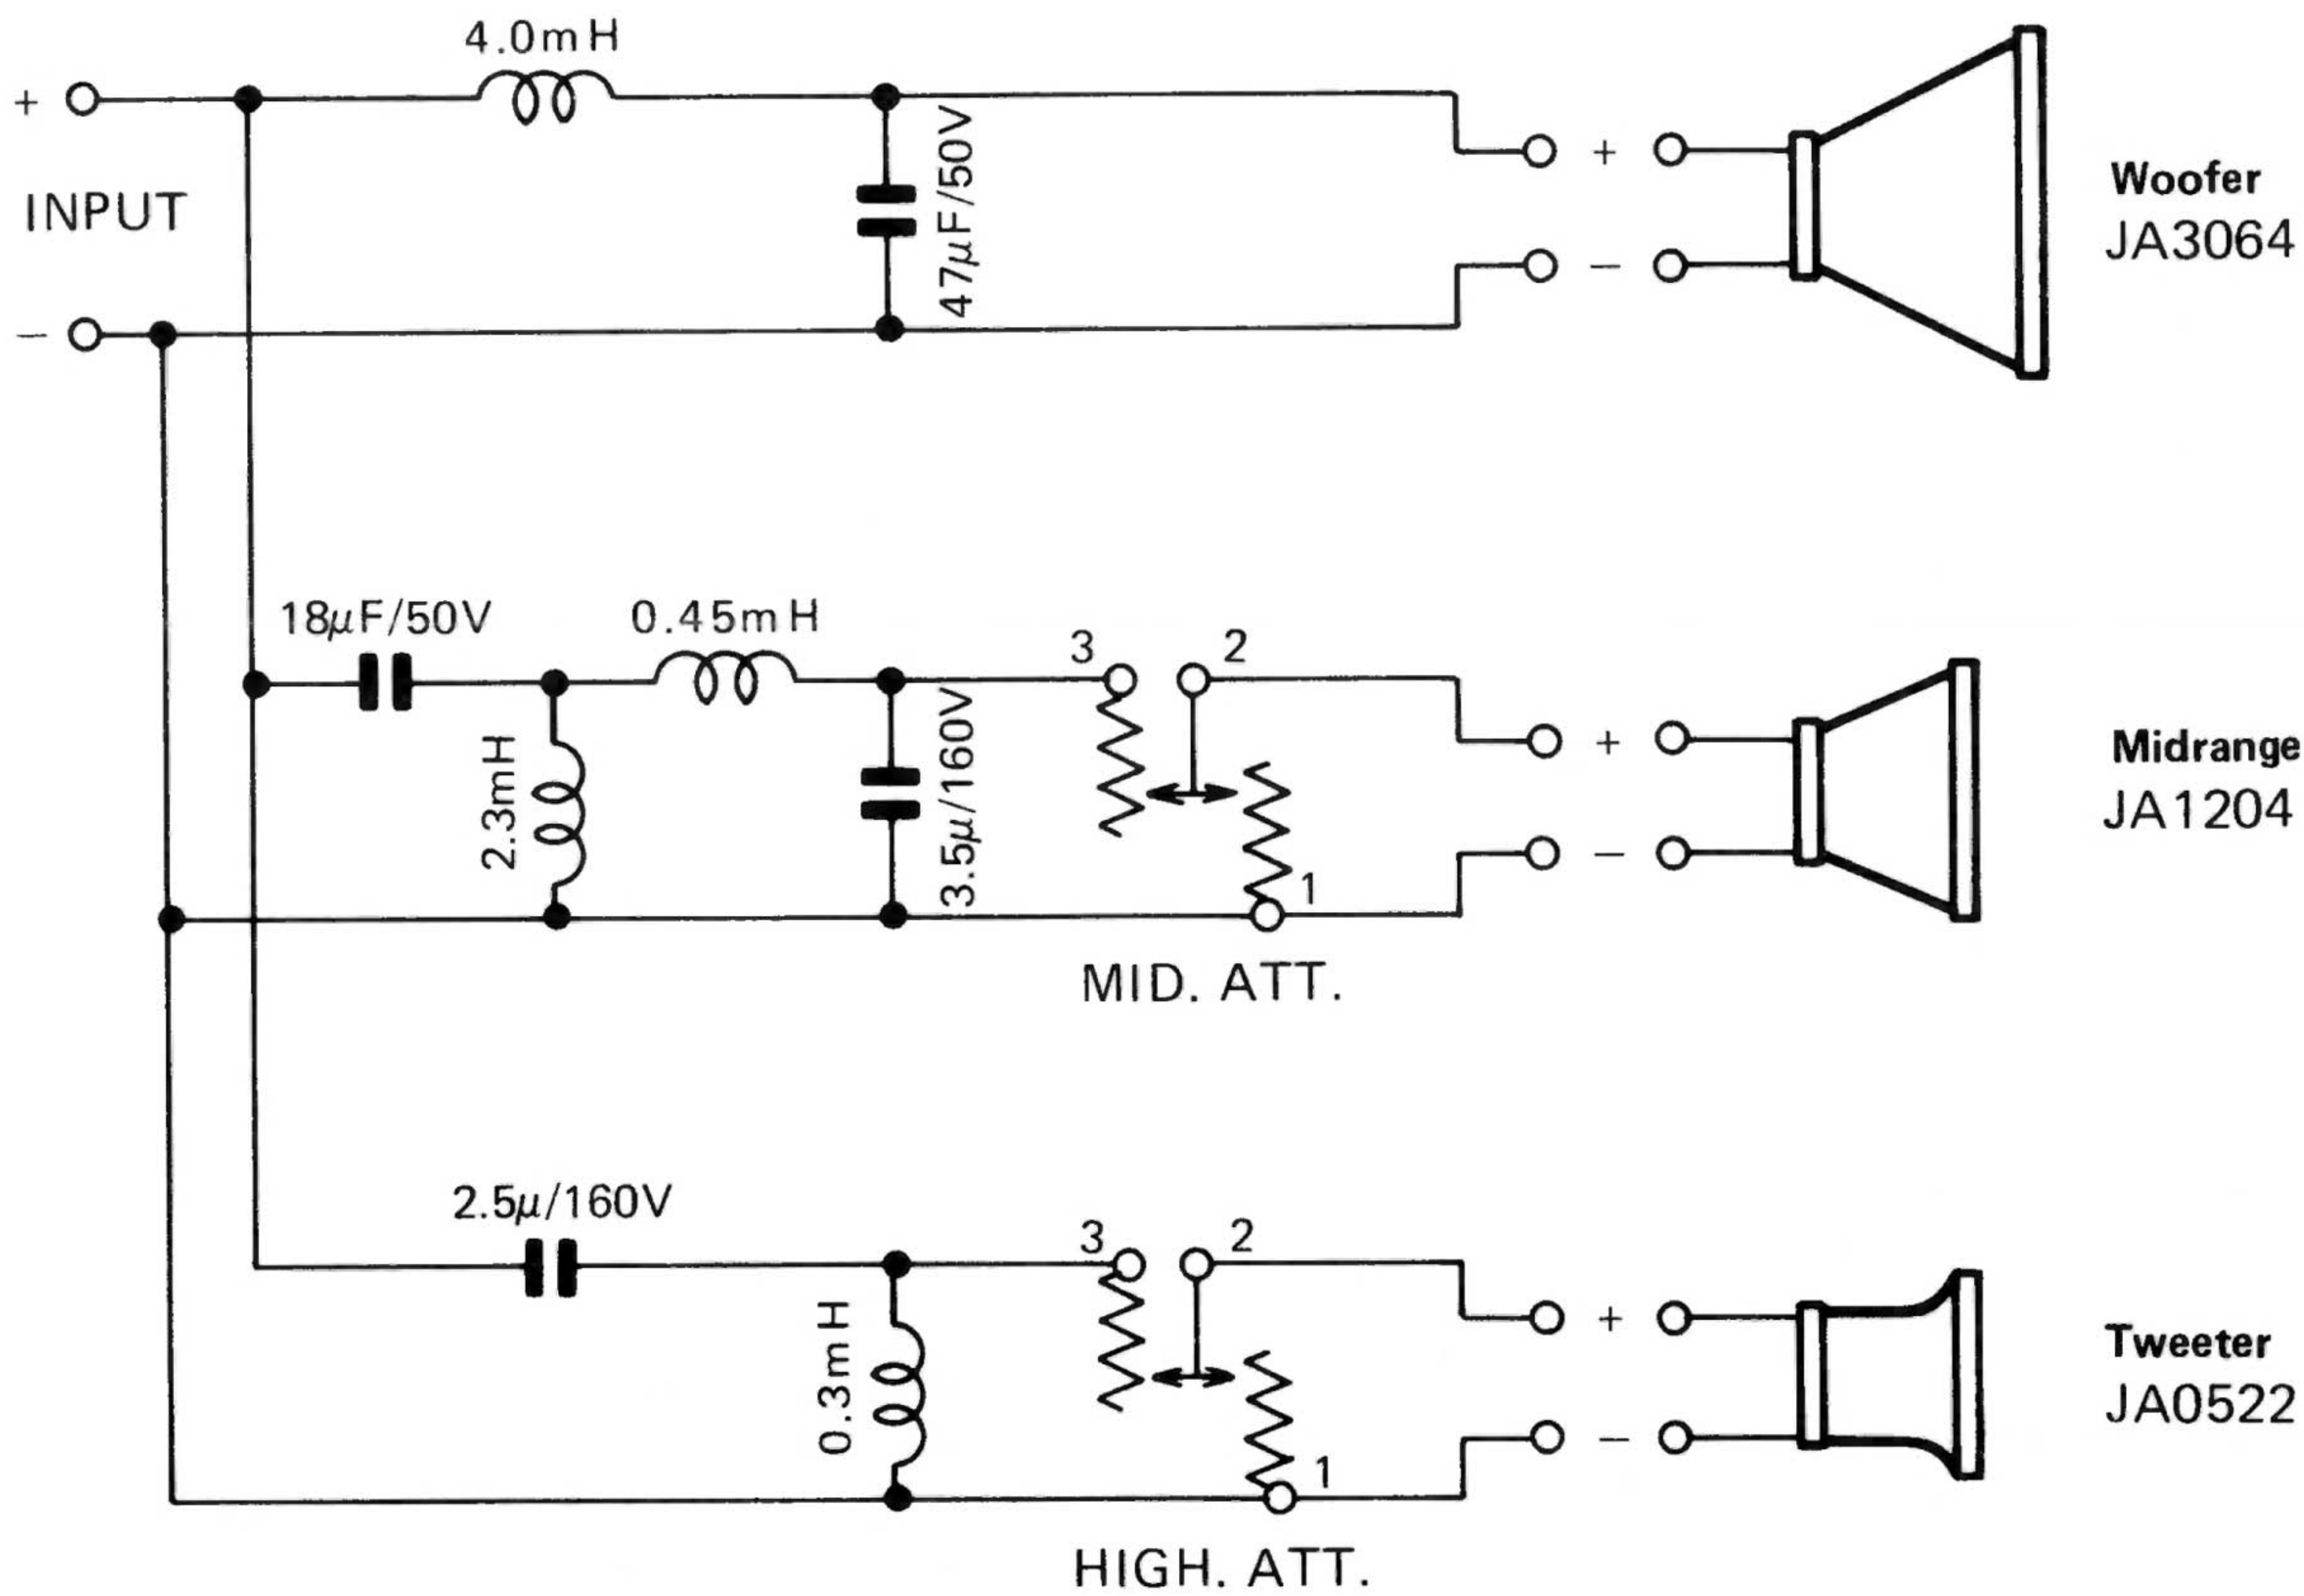 4.0mH
+
INPUT
−
47μF/50V
+
−
Woofer
JA3064
18μF/50V
0.45mH
2.3mH
3.5μ/160V
3
2
1
MID. ATT.
+
−
Midrange
JA1204
2.5μ/160V
0.3mH
3
2
1
HIGH. ATT.
+
−
Tweeter
JA0522